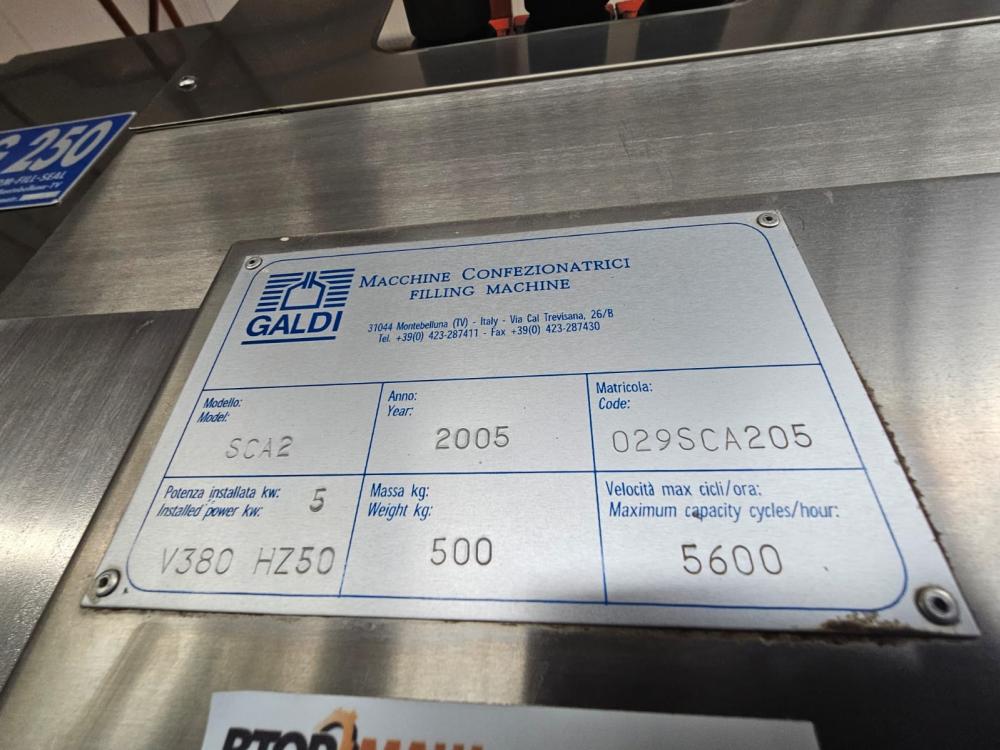 250
FILL-SEAL
GALDI
MACCHINE CONFEZIONATRICI
FILLING MACHINE
31044 Montebelluna (TV) - Italy - Via Cal Trevisana, 26/B
Tel. +39(0) 423-287411 - Fax +39(0) 423-287430
Modello:
Model:
SCA2
Anno:
Year:
2005
Matricola:
Code:
029SCA205
Potenza installata kw:
Installed power kw:
5
V380 HZ50
Massa kg:
Weight kg:
500
Velocità max cicli/ora:
Maximum capacity cycles/hour:
5600